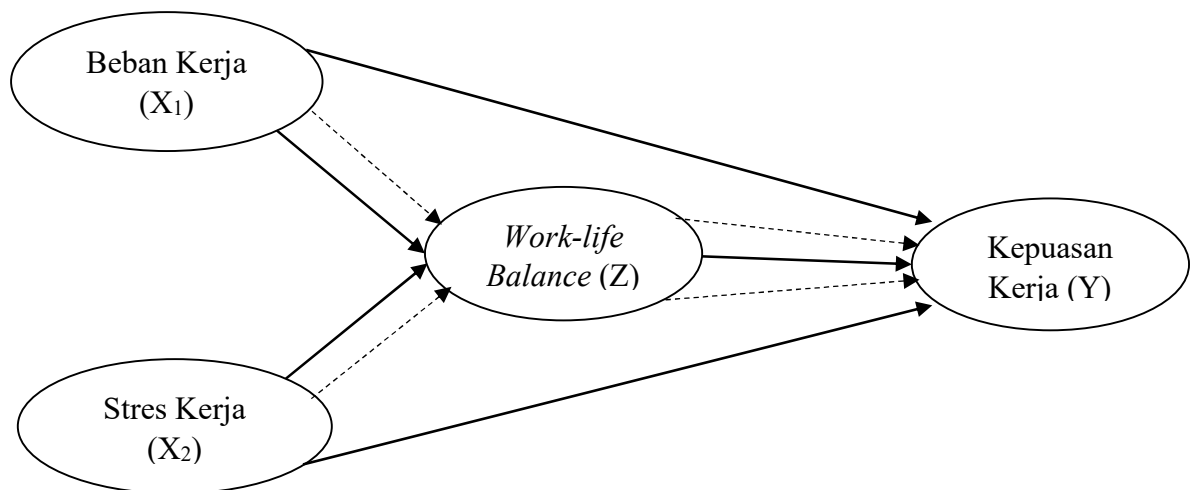 Beban Kerja
(X₁)
Work-life
Balance (Z)
Kepuasan
Kerja (Y)
Stres Kerja
(X₂)